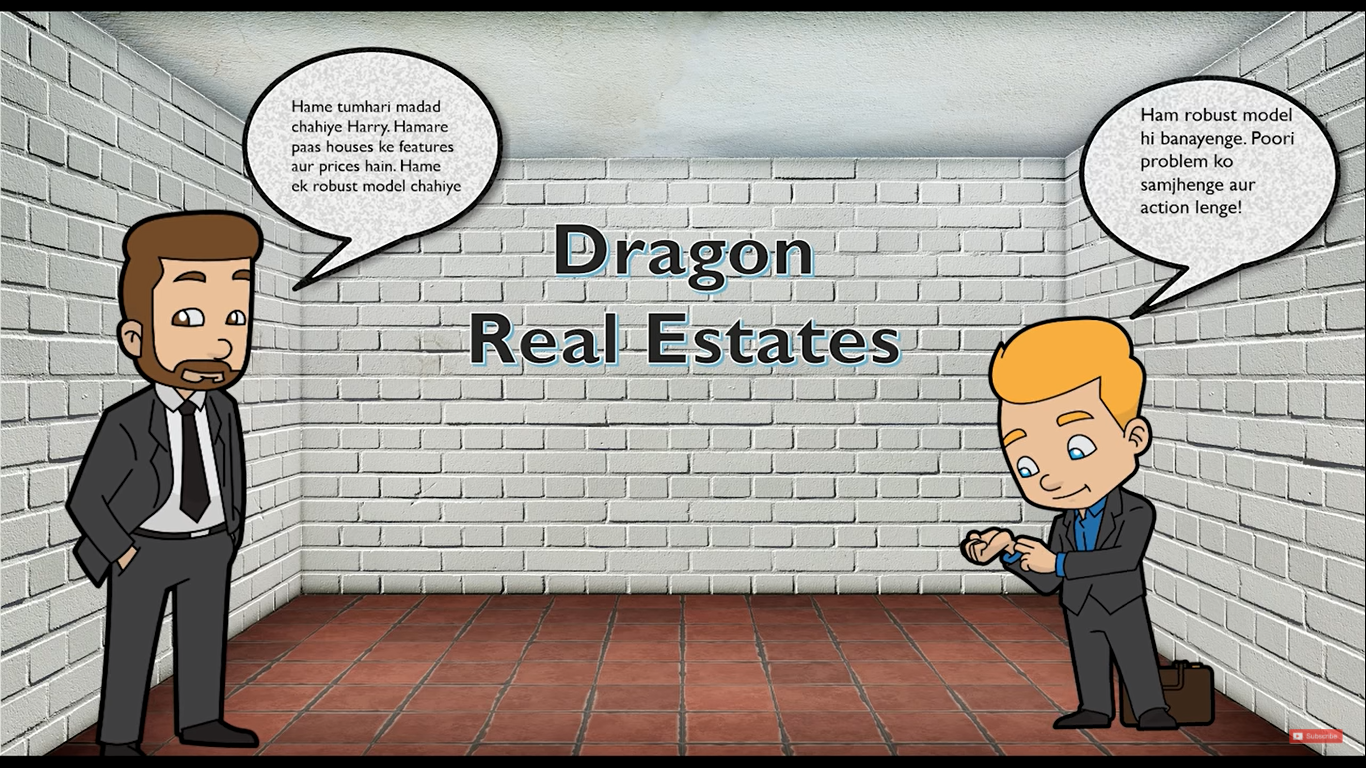 Hame tumhari madad
chahiye Harry. Hamare
paas houses ke features
aur prices hain. Hame
ek robust model chahiye
Ham robust model
hi banayenge. Poori
problem ko
samjhenge aur
action lenge!
Dragon
Real Estates
Subscribe